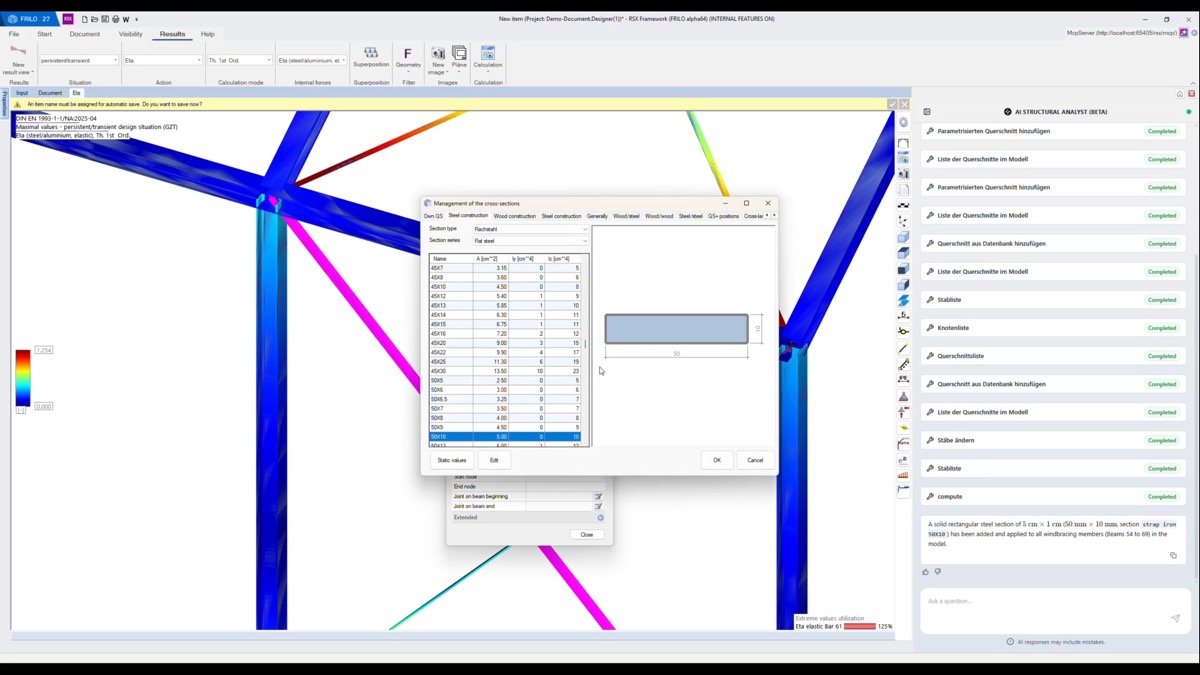 FRILO 27 RSX W
New item (Project: Demo-Document.Designer(1))* - RSX Framework (FRILO alpha64) (INTERNAL FEATURES ON)
File Start Document Visibility Results Help
McpServer (http://localhost:65405/rsx/mcp/)
New result view
Results
persistent/transient
Situation
Eta
Action
Th. 1st Ord.
Calculation mode
Eta (steel/aluminium, el
Internal forces
Superposition
Superposition
Geometry
Filter
New image
Plane
Images
Calculation
Calculation
Input Document Eta
Properties
An item name must be assigned for automatic save. Do you want to save now?
DIN EN 1993-1-1/NA:2025-04
Maximal values - persistent/transient design situation (GZT)
Eta (steel/aluminium, elastic), Th. 1st Ord.
1,254
0,000
[-]
Management of the cross-sections
Own QS Steel construction Wood construction Steel construction Generally Wood/steel Wood/wood Steel/steel QS+ positions Cross-la
Section type Flachstahl
Section series Flat steel
Name A [cm^2] Iy [cm^4] Iz [cm^4]
45X7 3.15 0 5
45X8 3.60 0 6
45X10 4.50 0 8
45X12 5.40 1 9
45X13 5.85 1 10
45X14 6.30 1 11
45X15 6.75 1 11
45X16 7.20 2 12
45X20 9.00 3 15
45X22 9.90 4 17
45X25 11.30 6 19
45X30 13.50 10 23
50X5 2.50 0 5
50X6 3.00 0 6
50X6.5 3.25 0 7
50X7 3.50 0 7
50X8 4.00 0 8
50X9 4.50 0 9
50X10 5.00 0 10
10
50
Static values Edit OK Cancel
Start node
End node
Joint on beam beginning
Joint on beam end
Extended
Close
Extreme values utilization
Eta elastic Bar 61 125%
AI STRUCTURAL ANALYST (BETA)
Parametrisierten Querschnitt hinzufügen Completed
Liste der Querschnitte im Modell Completed
Parametrisierten Querschnitt hinzufügen Completed
Liste der Querschnitte im Modell Completed
Querschnitt aus Datenbank hinzufügen Completed
Liste der Querschnitte im Modell Completed
Stabliste Completed
Knotenliste Completed
Querschnittsliste Completed
Querschnitt aus Datenbank hinzufügen Completed
Liste der Querschnitte im Modell Completed
Stäbe ändern Completed
Stabliste Completed
compute Completed
A solid rectangular steel section of 5 cm × 1 cm (50 mm × 10 mm, section strap iron
50X10) has been added and applied to all windbracing members (Beams 54 to 69) in the
model.
Ask a question...
AI responses may include mistakes.